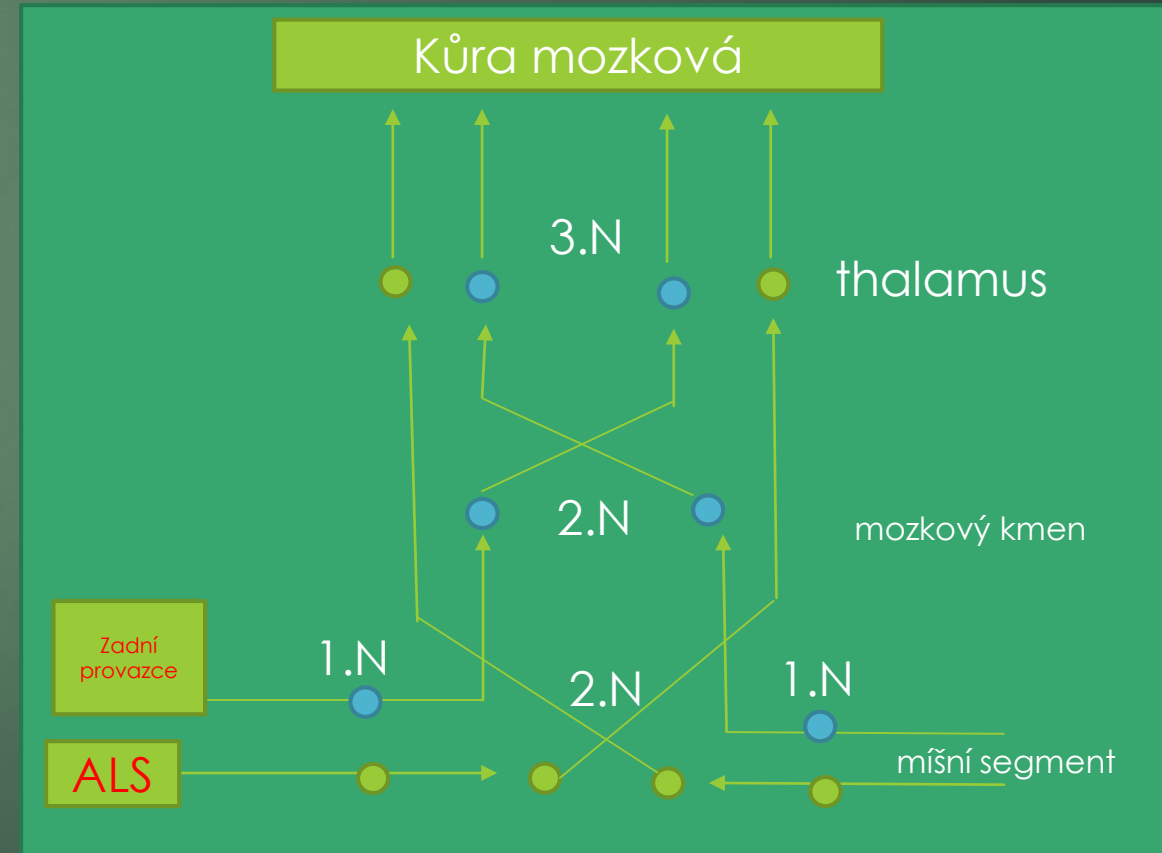 Kůra mozková
3.N
thalamus
2.N
mozkový kmen
Zadní
provazce
1.N
2.N
1.N
ALS
míšní segment